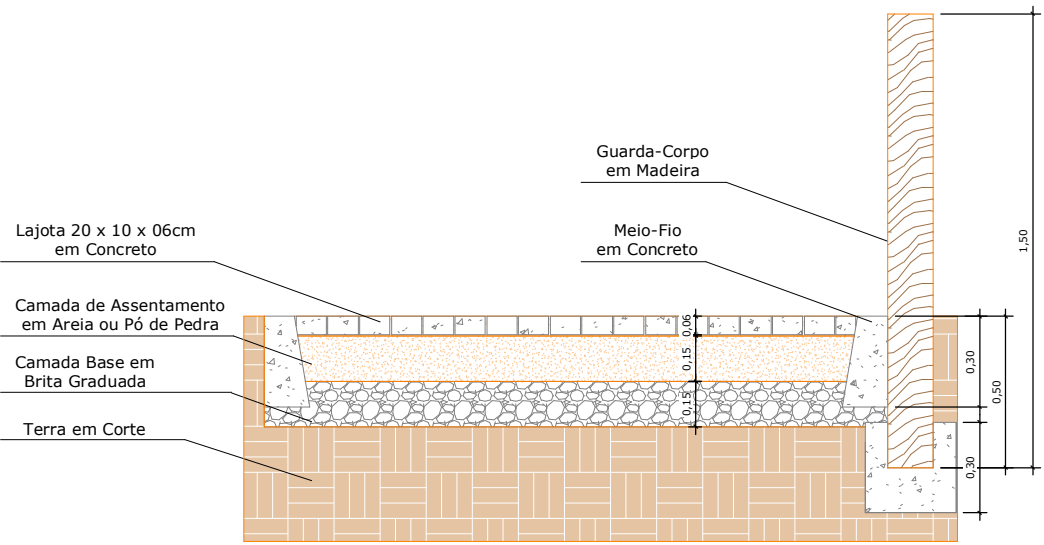 Guarda-Corpo
em Madeira
Lajota 20 x 10 x 06cm
em Concreto
Meio-Fio
em Concreto
Camada de Assentamento
em Areia ou Pó de Pedra
Camada Base em
Brita Graduada
Terra em Corte
0,06
0,15
0,15
0,30
0,50
0,30
1,50